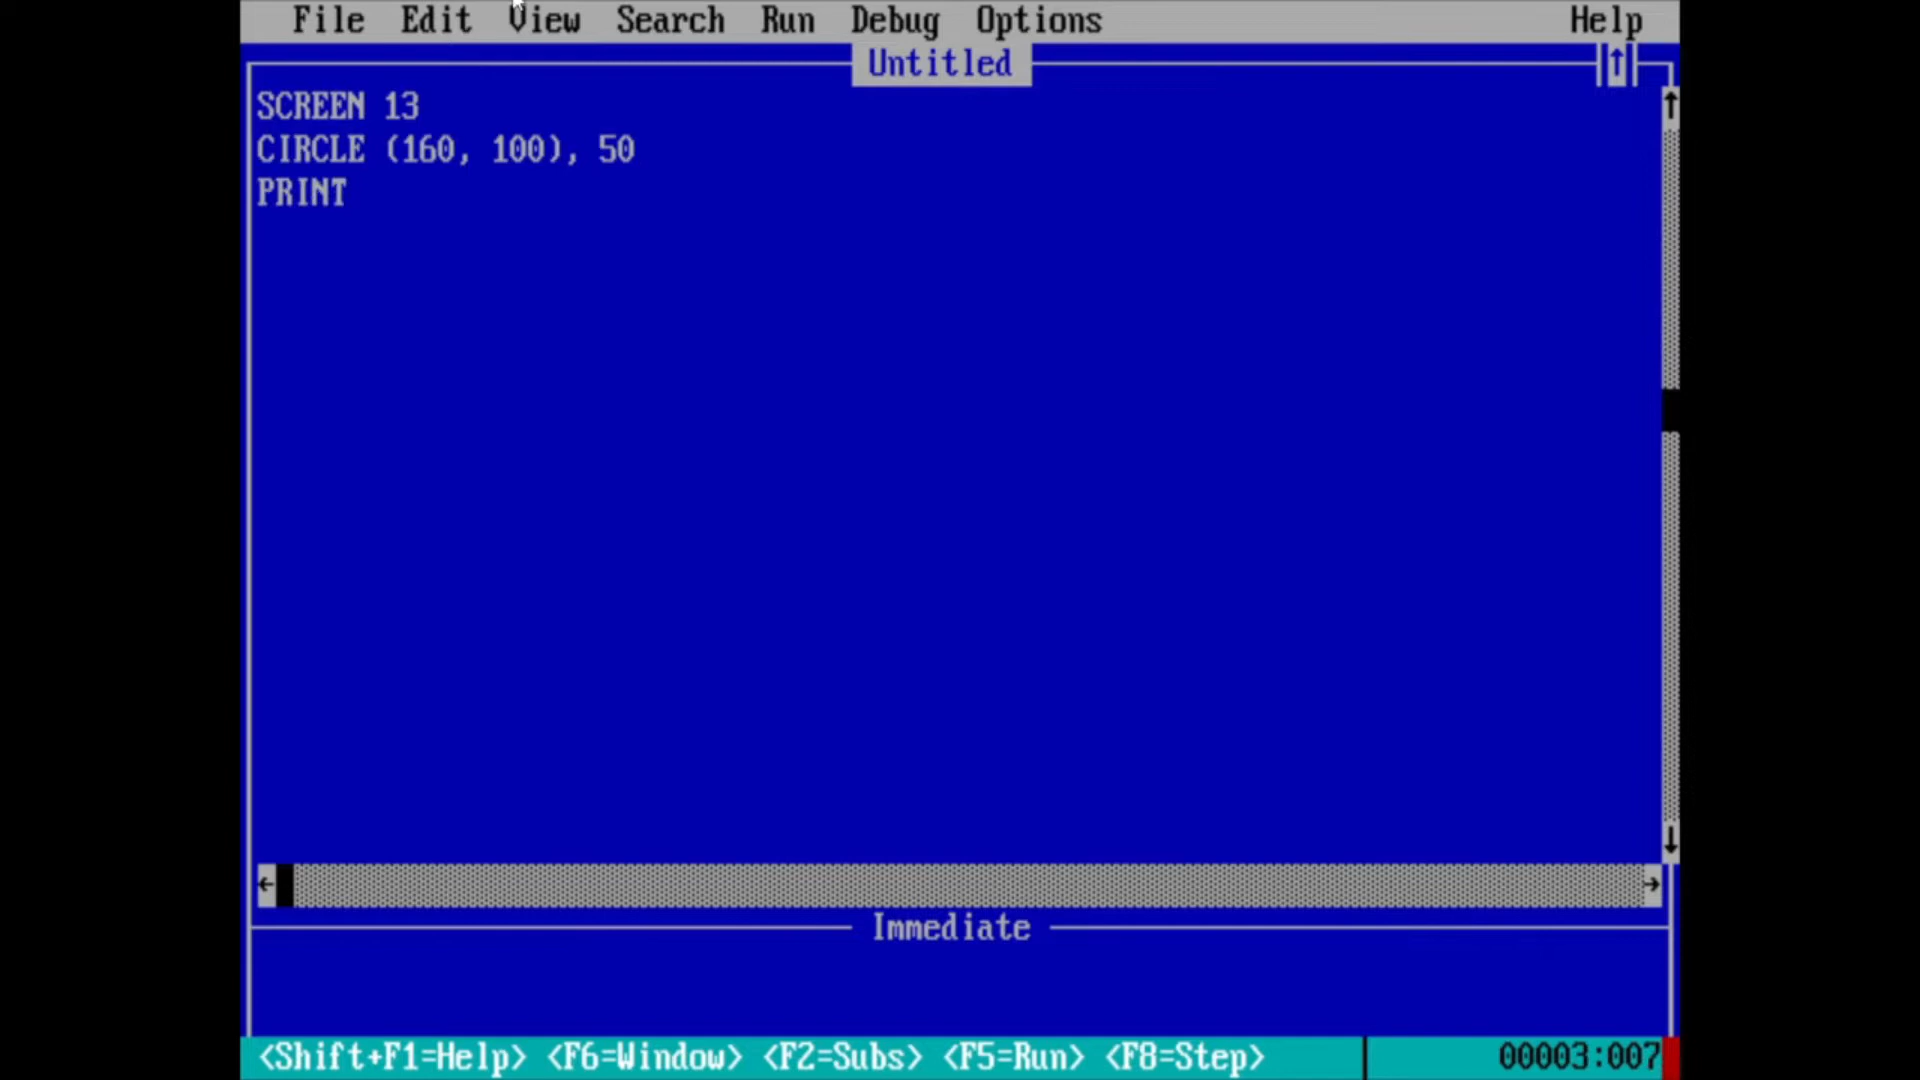 File Edit View Search Run Debug Options Help
Untitled
SCREEN 13
CIRCLE (160, 100), 50
PRINT
Immediate
<Shift+F1=Help> <F6=Window> <F2=Subs> <F5=Run> <F8=Step> 00003:007